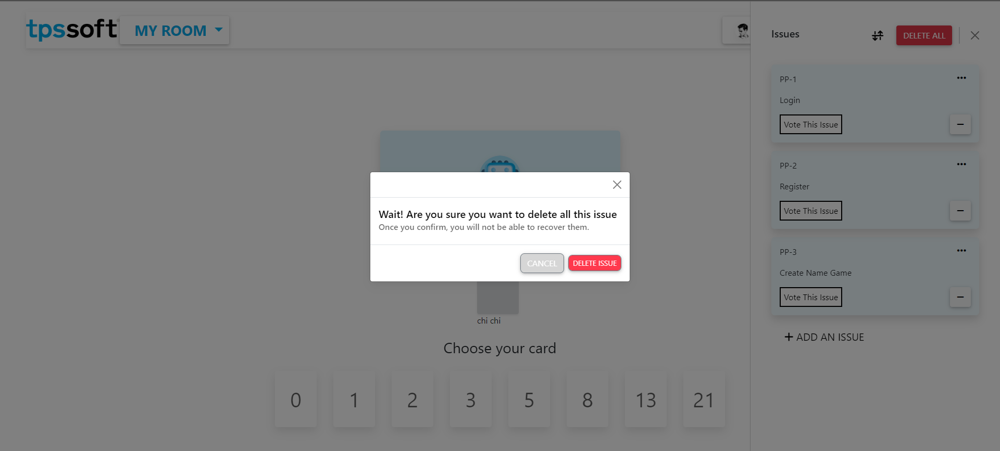 tpssoft
MY ROOM
Issues
DELETE ALL
PP-1
Login
Vote This Issue
PP-2
Register
Vote This Issue
PP-3
Create Name Game
Vote This Issue
ADD AN ISSUE
Wait! Are you sure you want to delete all this issue
Once you confirm, you will not be able to recover them.
CANCEL
DELETE ISSUE
chi chi
Choose your card
0 1 2 3 5 8 13 21